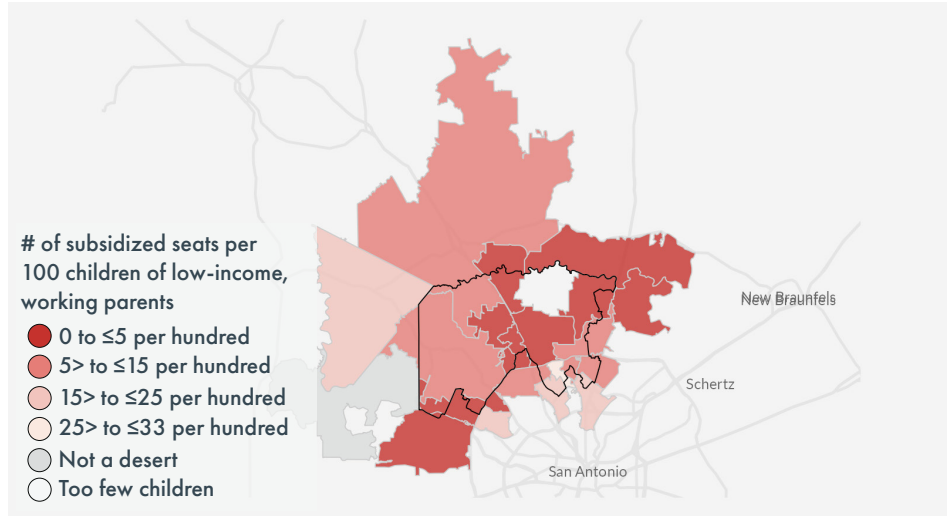 # of subsidized seats per
100 children of low-income,
working parents
0 to ≤5 per hundred
5> to ≤15 per hundred
15> to ≤25 per hundred
25> to ≤33 per hundred
Not a desert
Too few children
New Braunfels
New Braunfels
Schertz
San Antonio